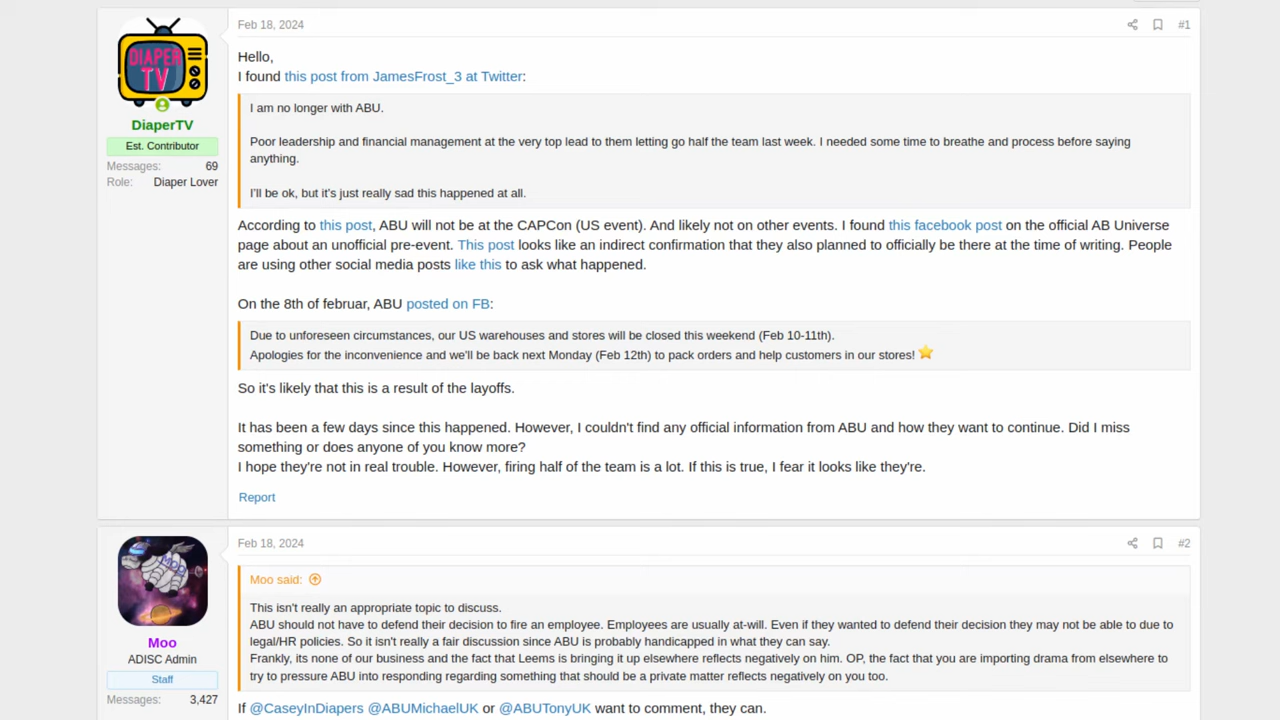 Feb 18, 2024
#1
DIAPER
TV
DiaperTV
Est. Contributor
Messages: 69
Role: Diaper Lover
Hello,
I found this post from JamesFrost_3 at Twitter:
I am no longer with ABU.
Poor leadership and financial management at the very top lead to them letting go half the team last week. I needed some time to breathe and process before saying
anything.
I'll be ok, but it's just really sad this happened at all.
According to this post, ABU will not be at the CAPCon (US event). And likely not on other events. I found this facebook post on the official AB Universe
page about an unofficial pre-event. This post looks like an indirect confirmation that they also planned to officially be there at the time of writing. People
are using other social media posts like this to ask what happened.
On the 8th of februar, ABU posted on FB:
Due to unforeseen circumstances, our US warehouses and stores will be closed this weekend (Feb 10-11th).
Apologies for the inconvenience and we'll be back next Monday (Feb 12th) to pack orders and help customers in our stores! ⭐
So it's likely that this is a result of the layoffs.
It has been a few days since this happened. However, I couldn't find any official information from ABU and how they want to continue. Did I miss
something or does anyone of you know more?
I hope they're not in real trouble. However, firing half of the team is a lot. If this is true, I fear it looks like they're.
Report
Feb 18, 2024
#2
MOO
Moo
ADISC Admin
Staff
Messages: 3,427
Moo said:
This isn't really an appropriate topic to discuss.
ABU should not have to defend their decision to fire an employee. Employees are usually at-will. Even if they wanted to defend their decision they may not be able to due to
legal/HR policies. So it isn't really a fair discussion since ABU is probably handicapped in what they can say.
Frankly, its none of our business and the fact that Leems is bringing it up elsewhere reflects negatively on him. OP, the fact that you are importing drama from elsewhere to
try to pressure ABU into responding regarding something that should be a private matter reflects negatively on you too.
If @CaseyInDiapers @ABUMichaelUK or @ABUTonyUK want to comment, they can.